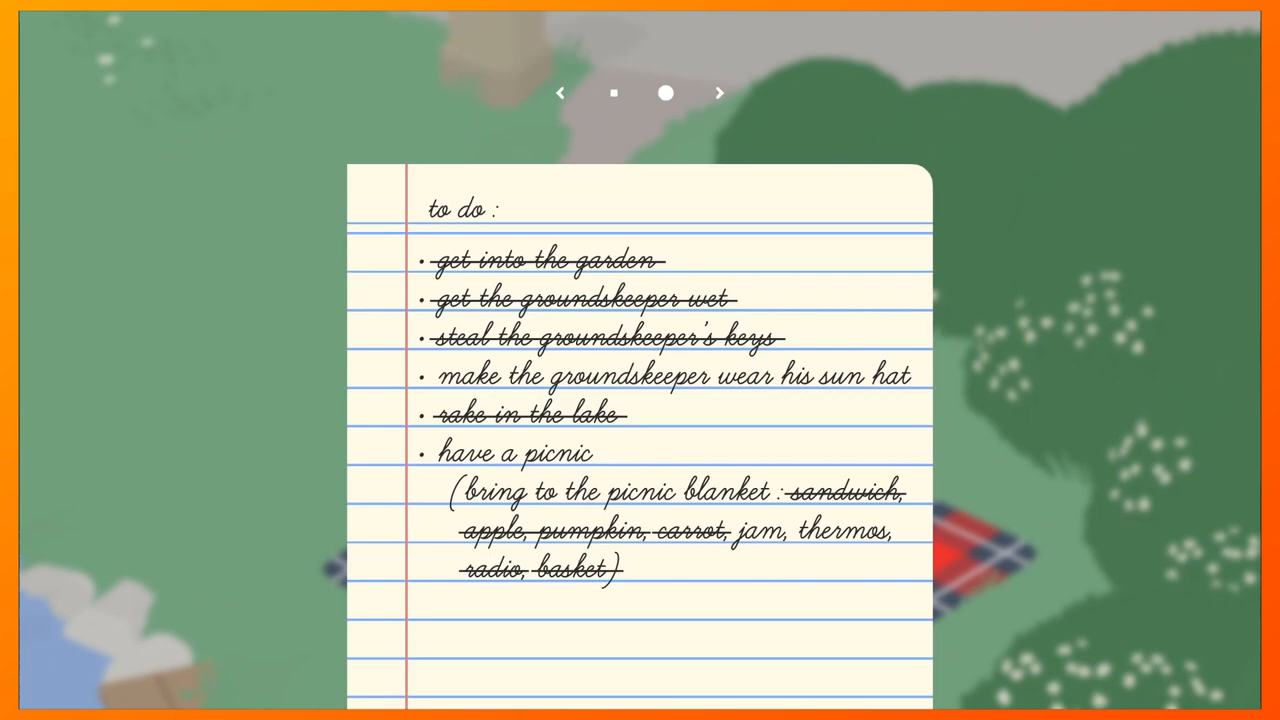 to do :
• get into the garden
• get the groundskeeper wet
• steal the groundskeeper's keys
• make the groundskeeper wear his sun hat
• rake in the lake
• have a picnic
(bring to the picnic blanket : sandwich,
apple, pumpkin, carrot, jam, thermos,
radio, basket)